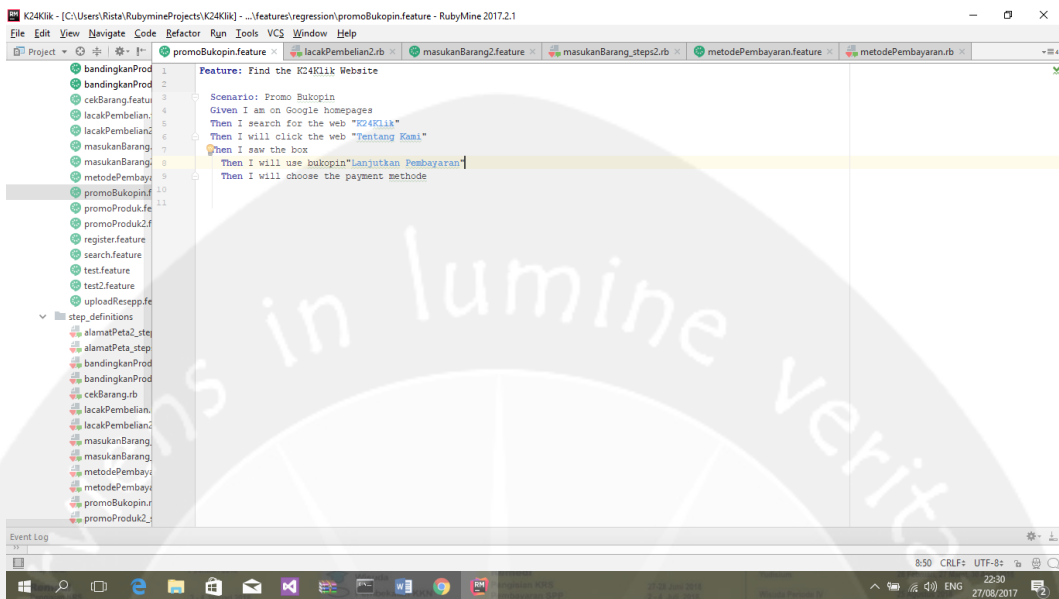 K24Klik - [C:\Users\Rista\RubymineProjects\K24Klik] - ...\features\regression\promoBukopin.feature - RubyMine 2017.2.1
File Edit View Navigate Code Refactor Run Tools VCS Window Help
Project promoBukopin.feature lacakPembelian2.rb masukanBarang2.feature masukanBarang_steps2.rb metodePembayaran.feature metodePembayaran.rb
bandingkanProd
bandingkanProd
cekBarang.featu
lacakPembelian.
lacakPembelian2
masukanBarang.
masukanBarang2
metodePembaya
promoBukopin.f
promoProduk.fe
promoProduk2.f
register.feature
search.feature
test.feature
test2.feature
uploadResepp.fe
step_definitions
alamatPeta2_step
alamatPeta_step
bandingkanProd
bandingkanProd
cekBarang.rb
lacakPembelian.
lacakPembelian2
masukanBarang_
masukanBarang_
metodePembaya
metodePembaya
promoBukopin.r
promoProduk2_s
1 Feature: Find the K24Klik Website
2
3 Scenario: Promo Bukopin
4 Given I am on Google homepages
5 Then I search for the web "K24Klik"
6 Then I will click the web "Tentang Kami"
7 Then I saw the box
8 Then I will use bukopin"Lanjutkan Pembayaran"
9 Then I will choose the payment methode
10
11
in lumine verita
Event Log
8:50 CRLF UTF-8
ENG 22:30
27/08/2017